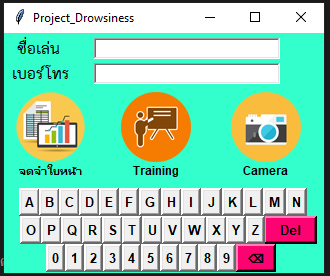 Project_Drowsiness
ชื่อเล่น
เบอร์โทร
จดจำใบหน้า Training Camera
A B C D E F G H I J K L M N
O P Q R S T U V W X Y Z Del
0 1 2 3 4 5 6 7 8 9 ⌫